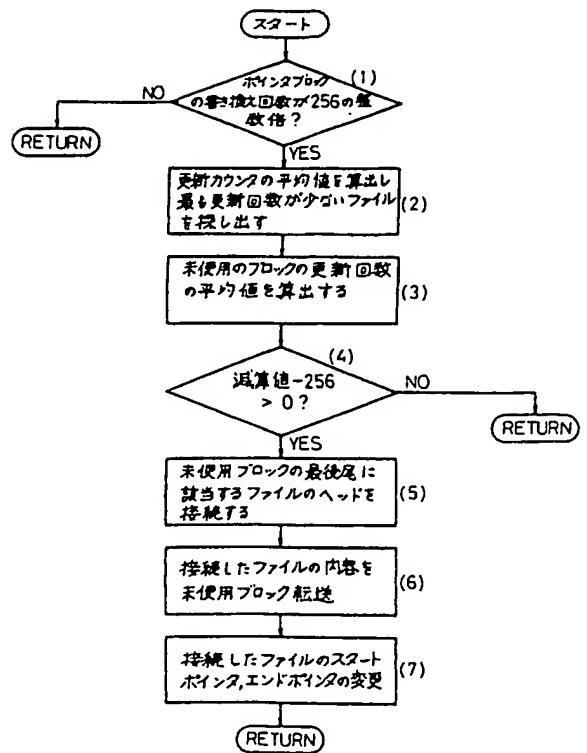 スタート
(1)
ポインタブロック
の書き換え回数が256の整
数倍?
NO
RETURN
YES
更新カウンタの平均値を算出し
最も更新回数が少ないファイル
を探し出す
(2)
未使用のブロックの更新回数
の平均値を算出する
(3)
(4)
減算値-256
> 0?
NO
RETURN
YES
未使用ブロックの最後尾に
該当するファイルのヘッドを
接続する
(5)
接続したファイルの内容を
未使用ブロック転送
(6)
接続したファイルのスタート
ポインタ,エンドポインタの変更
(7)
RETURN